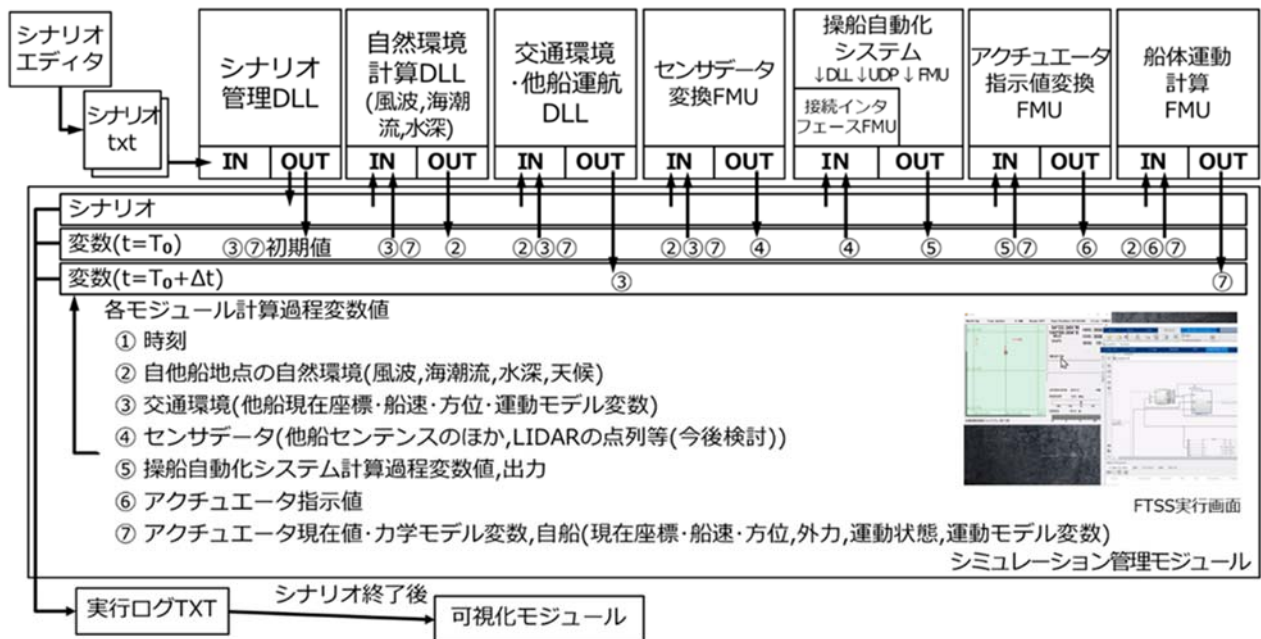 シナリオ
エディタ
シナリオ
txt
シナリオ
管理DLL
IN OUT
自然環境
計算DLL
(風波,海潮
流,水深)
IN OUT
交通環境
・他船運航
DLL
IN OUT
センサデータ
変換FMU
IN OUT
操船自動化
システム
↓DLL ↓UDP ↓ FMU
接続インタ
フェースFMU
IN OUT
アクチュエータ
指示値変換
FMU
IN OUT
船体運動
計算
FMU
IN OUT
シナリオ
変数(t=T₀) ③⑦初期値 ③⑦ ② ②③⑦ ②③⑦ ④ ④ ⑤ ⑤⑦ ⑥ ②⑥⑦
変数(t=T₀+Δt) ③ ⑦
各モジュール計算過程変数値
① 時刻
② 自他船地点の自然環境(風波,海潮流,水深,天候)
③ 交通環境(他船現在座標・船速・方位・運動モデル変数)
④ センサデータ(他船センテンスのほか,LIDARの点列等(今後検討))
⑤ 操船自動化システム計算過程変数値,出力
⑥ アクチュエータ指示値
⑦ アクチュエータ現在値・力学モデル変数,自船(現在座標・船速・方位,外力,運動状態,運動モデル変数)
FTSS実行画面
シミュレーション管理モジュール
実行ログTXT
シナリオ終了後
可視化モジュール